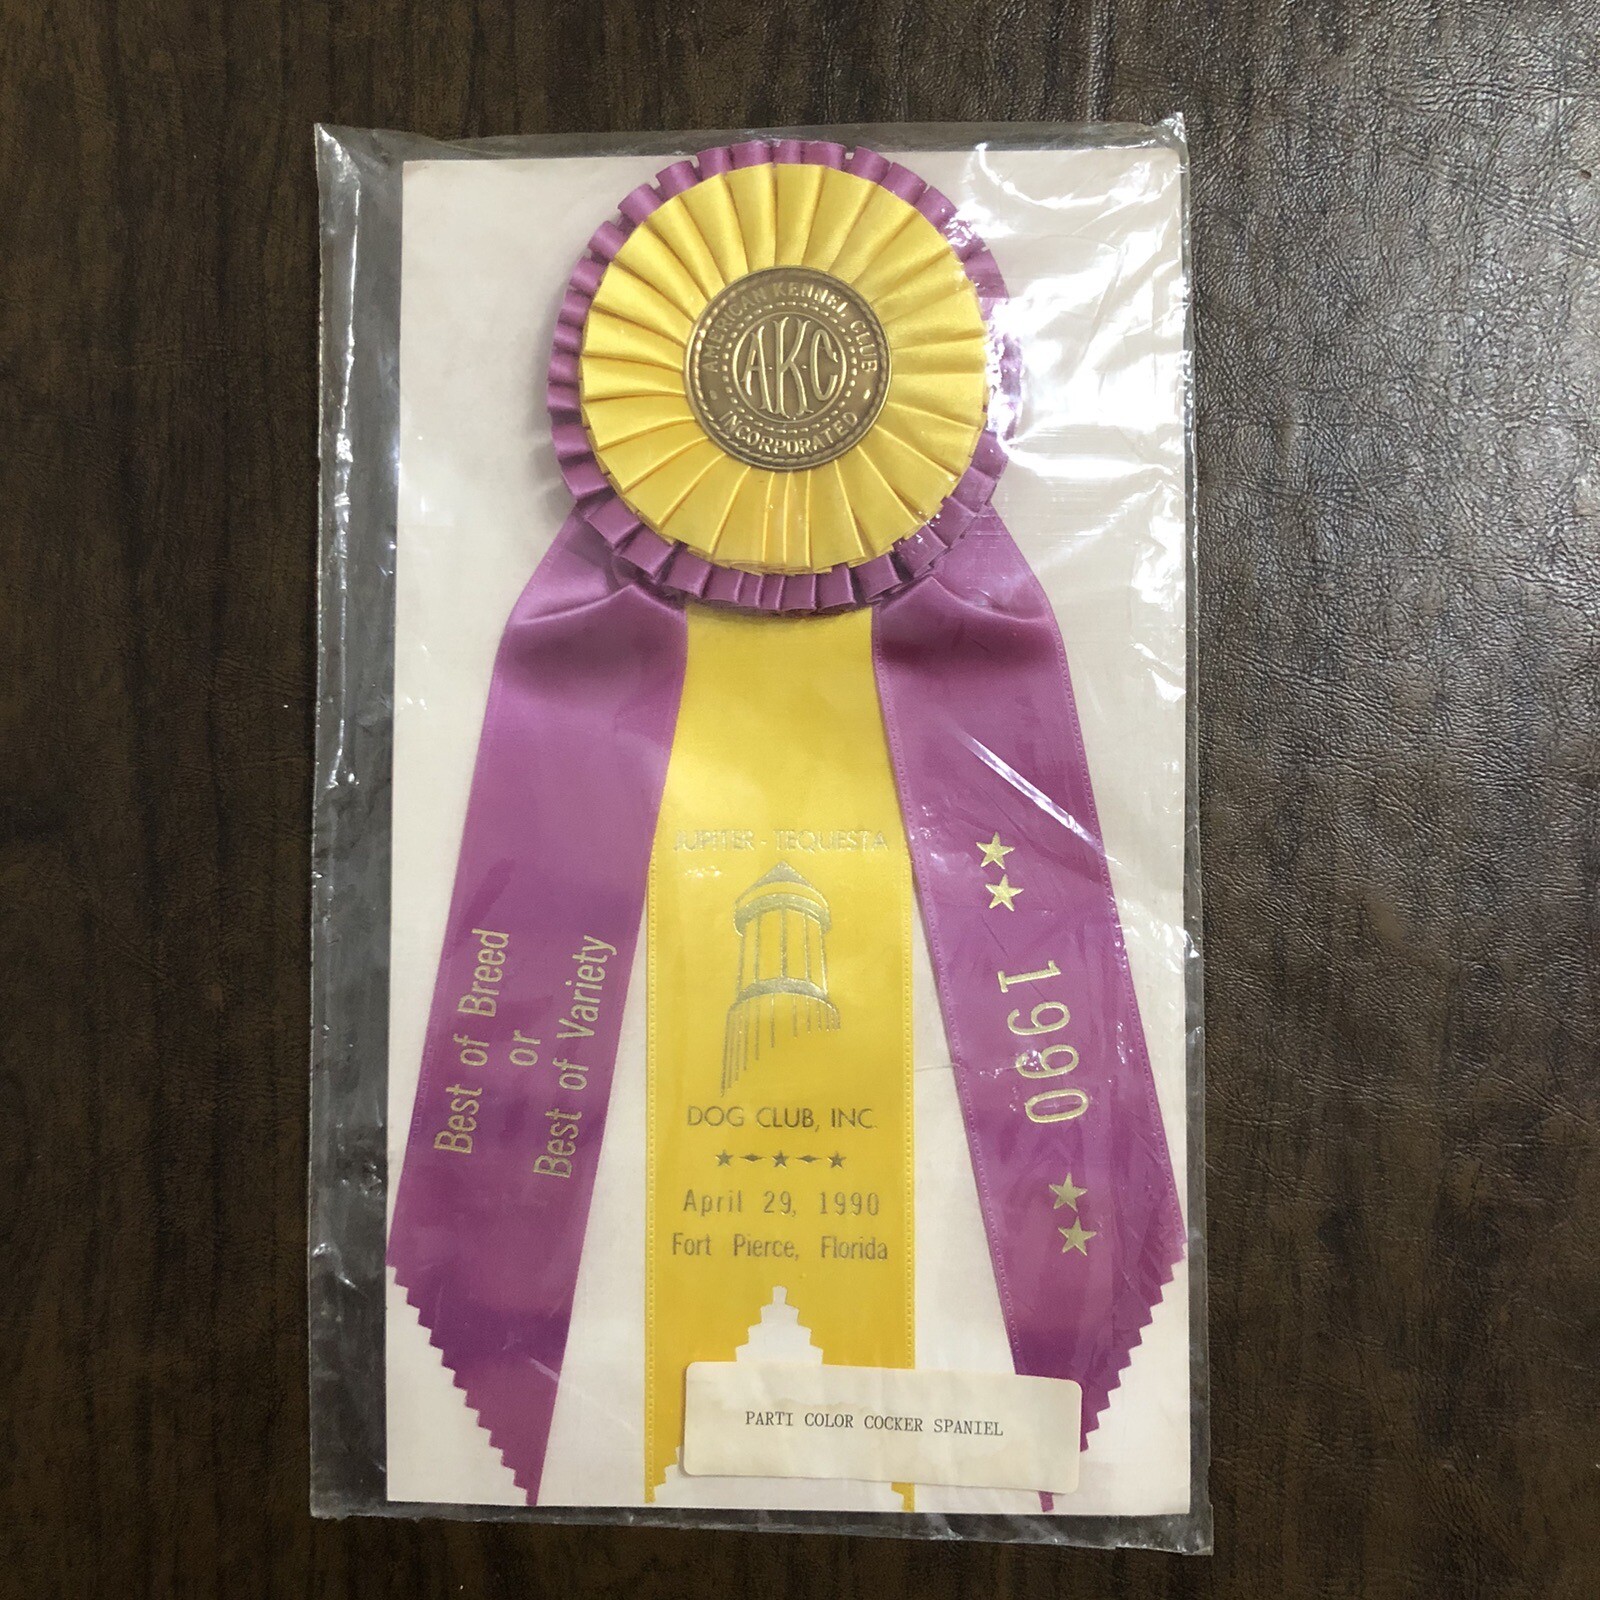 AMERICAN KENNEL CLUB
A·K·C
INCORPORATED
JUPITER - TEQUESTA
DOG CLUB, INC.
April 29, 1990
Fort Pierce, Florida
Best of Breed
or
Best of Variety
1990
PARTI COLOR COCKER SPANIEL